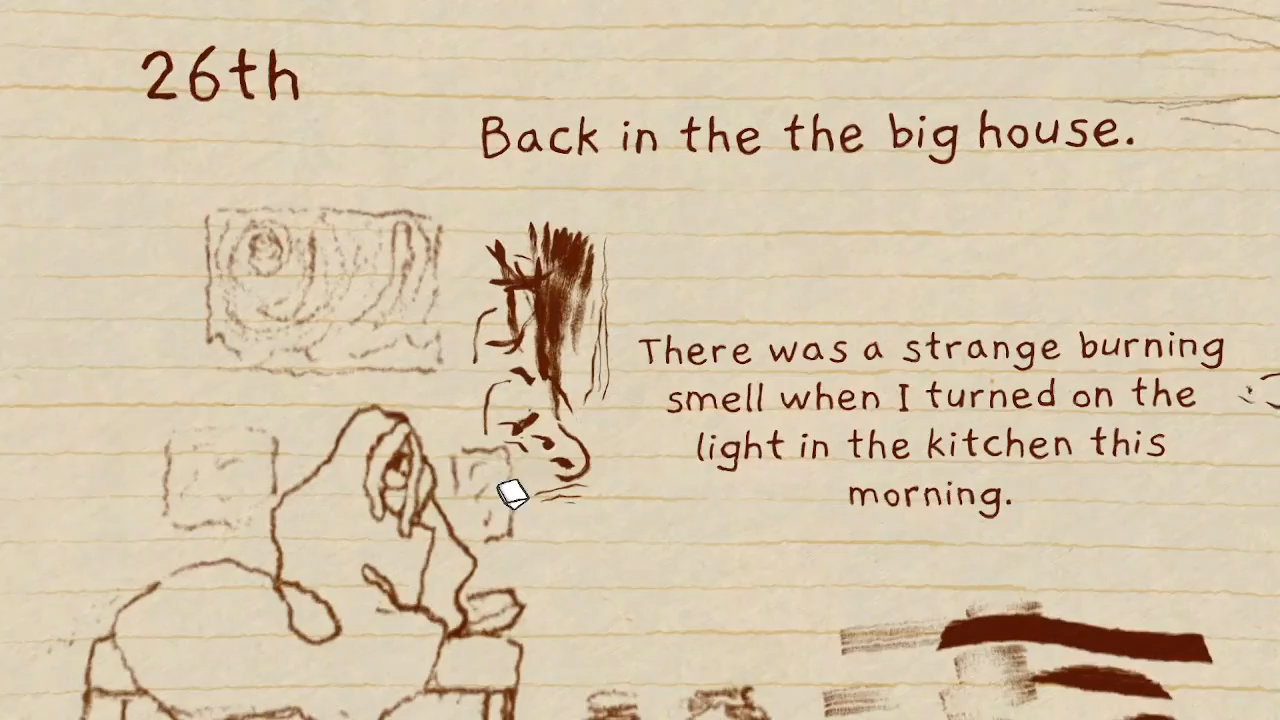 26th
Back in the the big house.
There was a strange burning
smell when I turned on the
light in the kitchen this
morning.